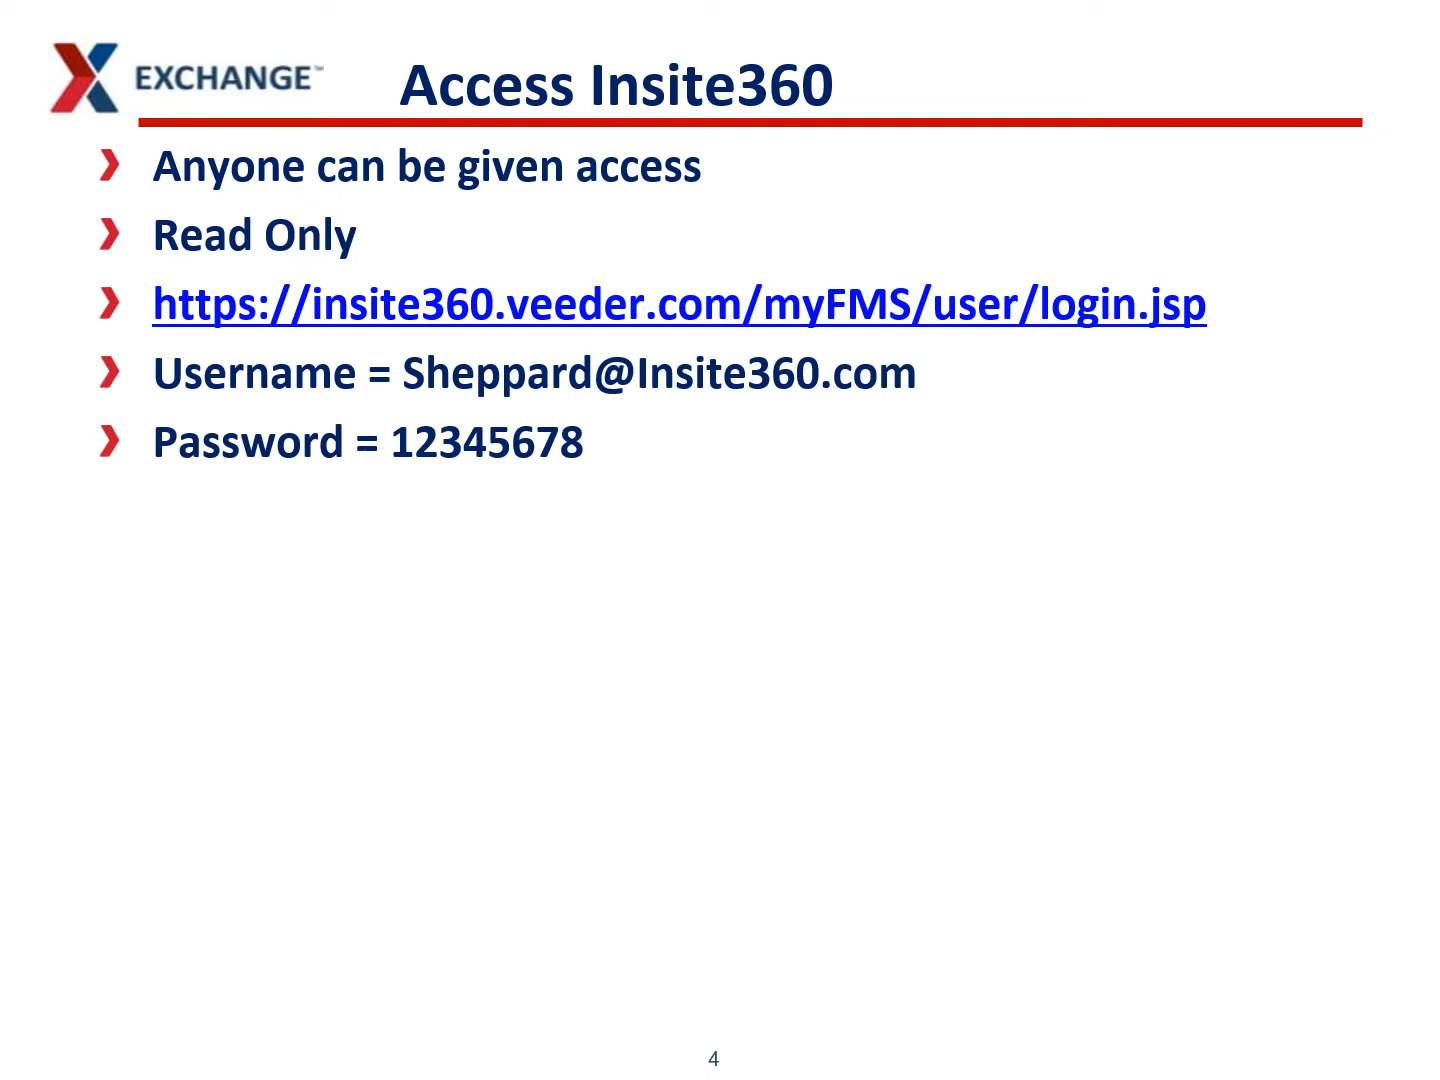 EXCHANGE™
Access Insite360
Anyone can be given access
Read Only
https://insite360.veeder.com/myFMS/user/login.jsp
Username = Sheppard@Insite360.com
Password = 12345678
4